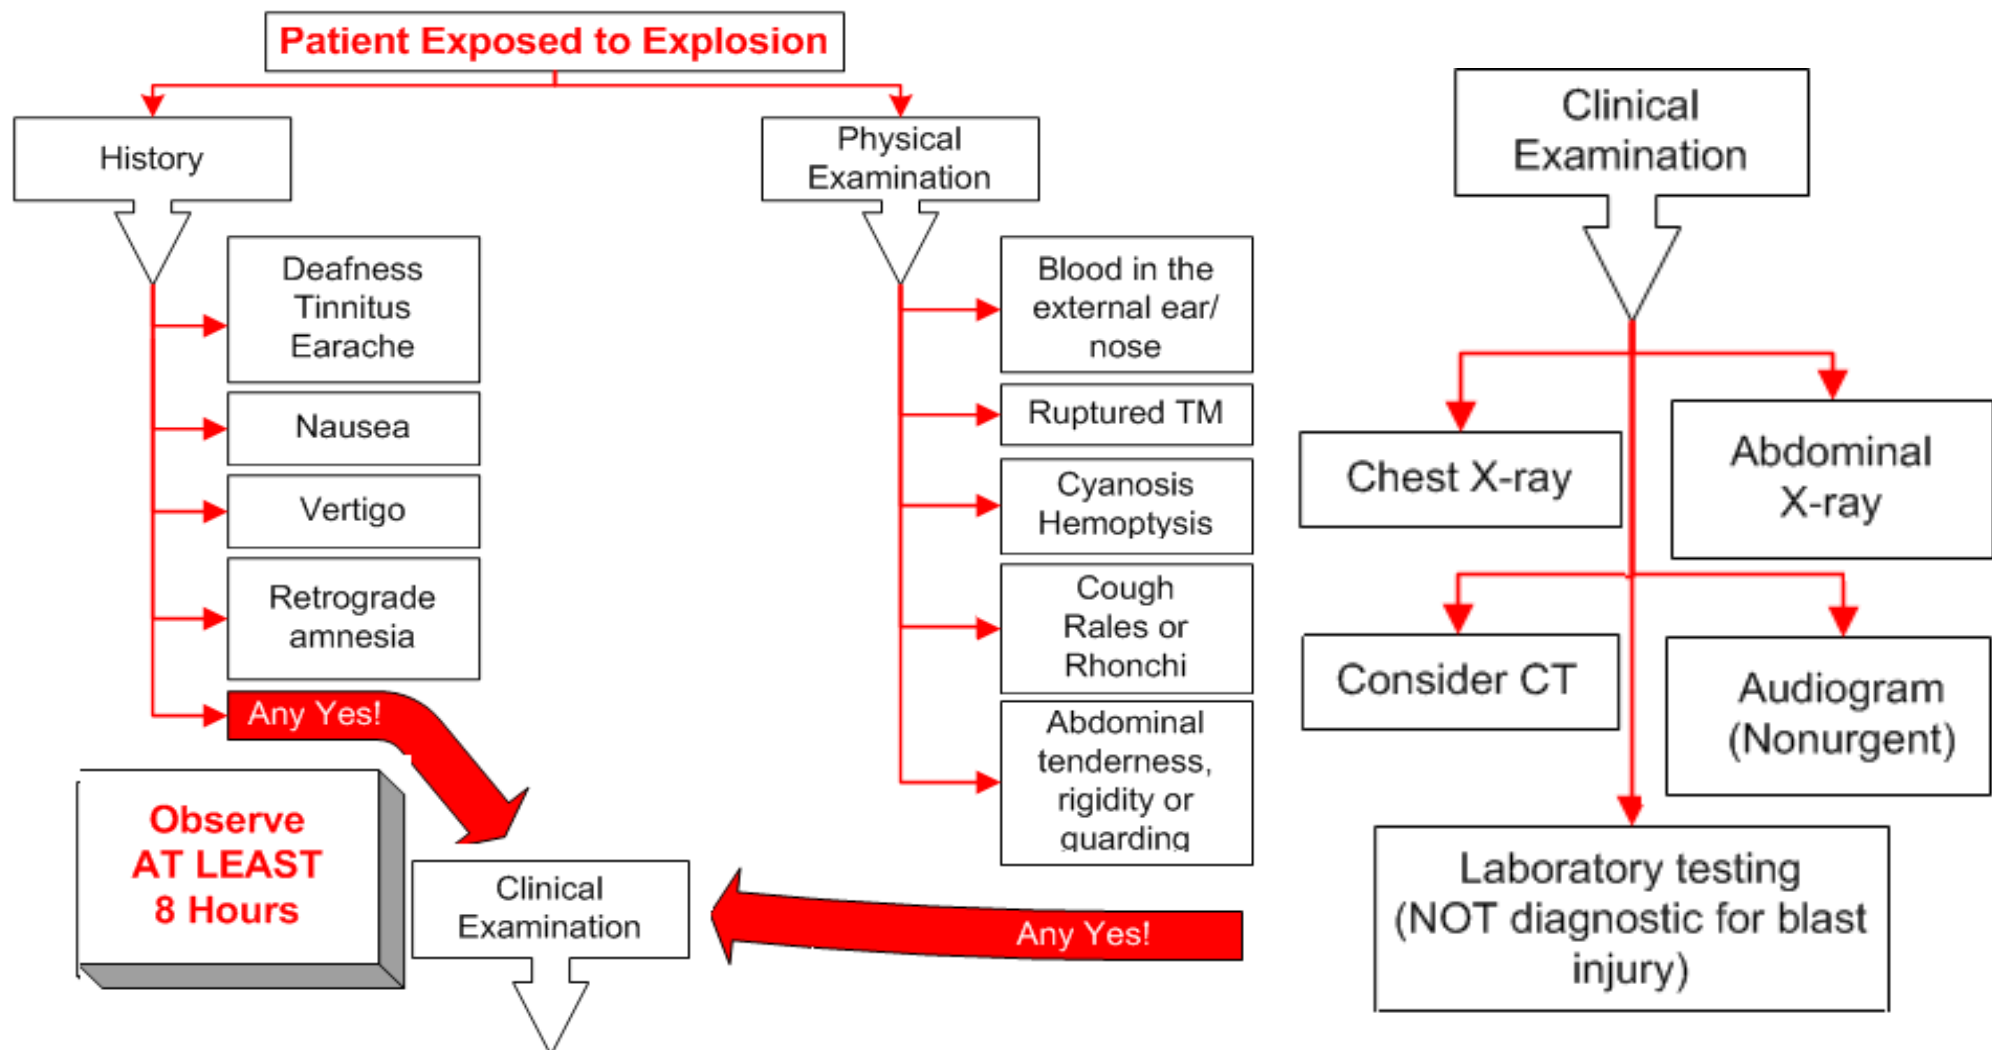 Patient Exposed to Explosion
History
Deafness
Tinnitus
Earache
Nausea
Vertigo
Retrograde
amnesia
Any Yes!
Observe
AT LEAST
8 Hours
Physical
Examination
Blood in the
external ear/
nose
Ruptured TM
Cyanosis
Hemoptysis
Cough
Rales or
Rhonchi
Abdominal
tenderness,
rigidity or
guarding
Any Yes!
Clinical
Examination
Clinical
Examination
Chest X-ray
Abdominal
X-ray
Consider CT
Audiogram
(Nonurgent)
Laboratory testing
(NOT diagnostic for blast
injury)